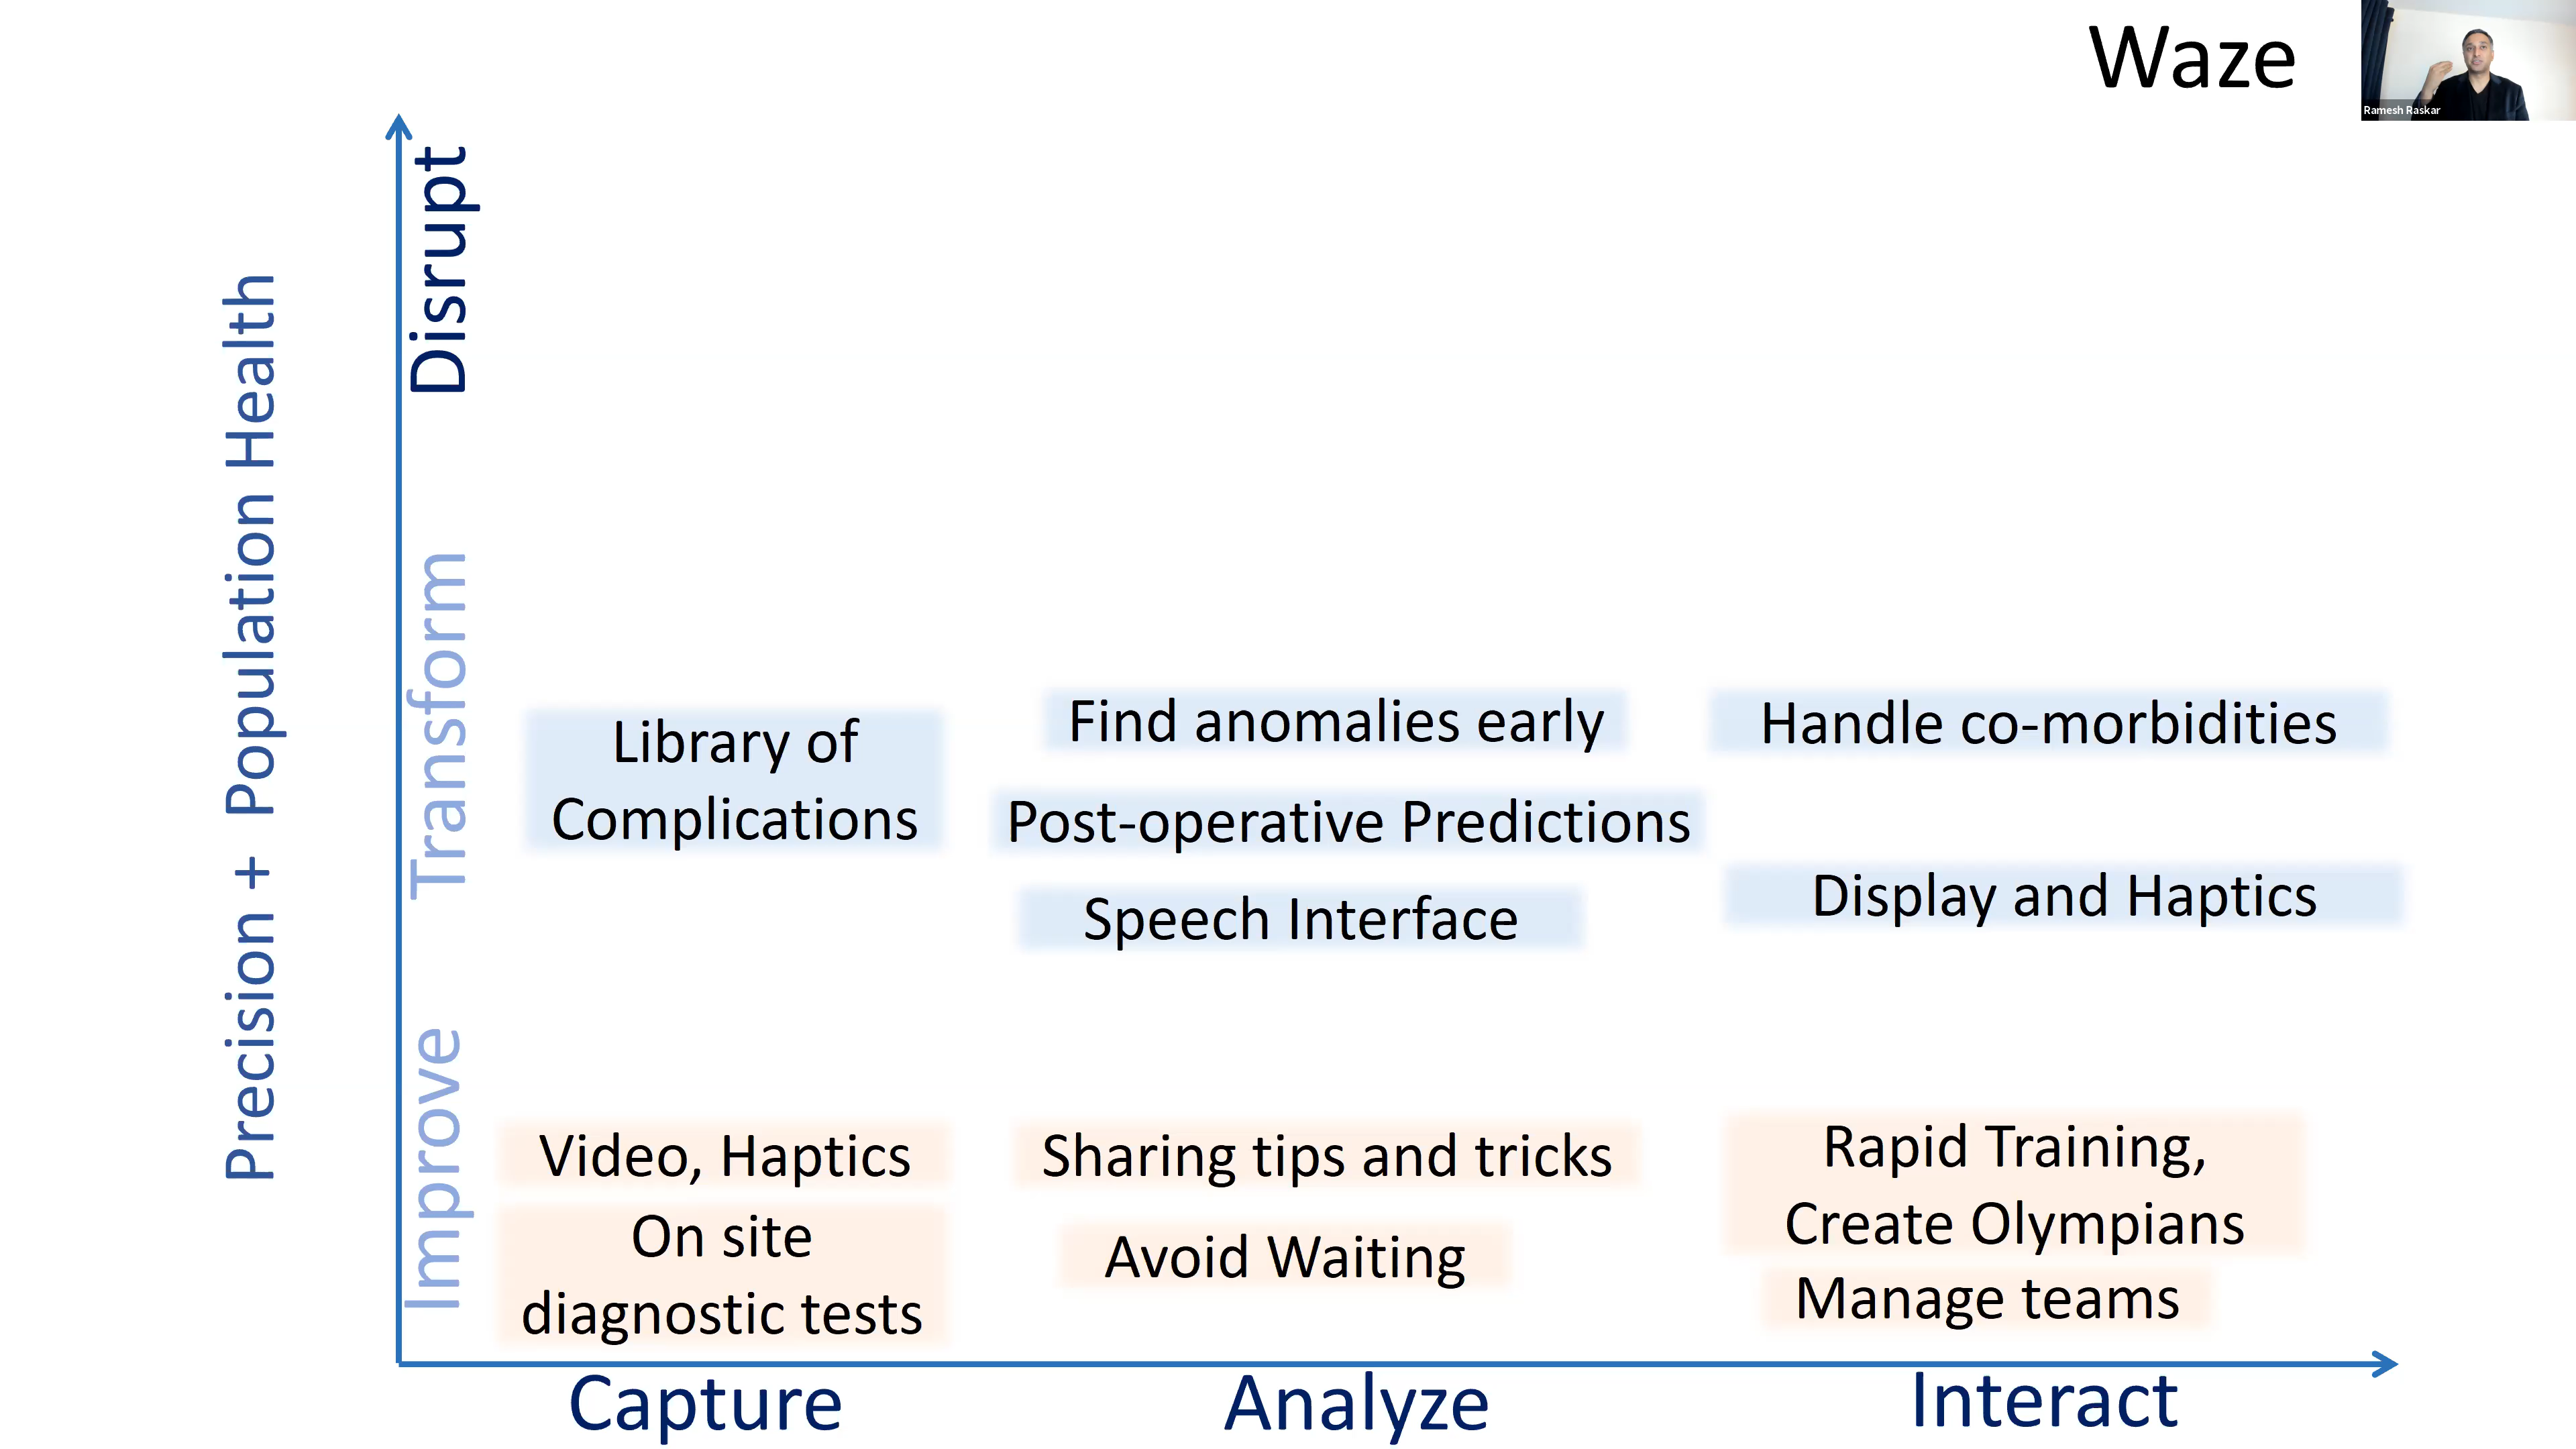 Waze
Ramesh Raskar
Precision + Population Health
Disrupt
Transform
Improve
Library of
Complications
Find anomalies early
Post-operative Predictions
Speech Interface
Handle co-morbidities
Display and Haptics
Video, Haptics
On site
diagnostic tests
Sharing tips and tricks
Avoid Waiting
Rapid Training,
Create Olympians
Manage teams
Capture
Analyze
Interact